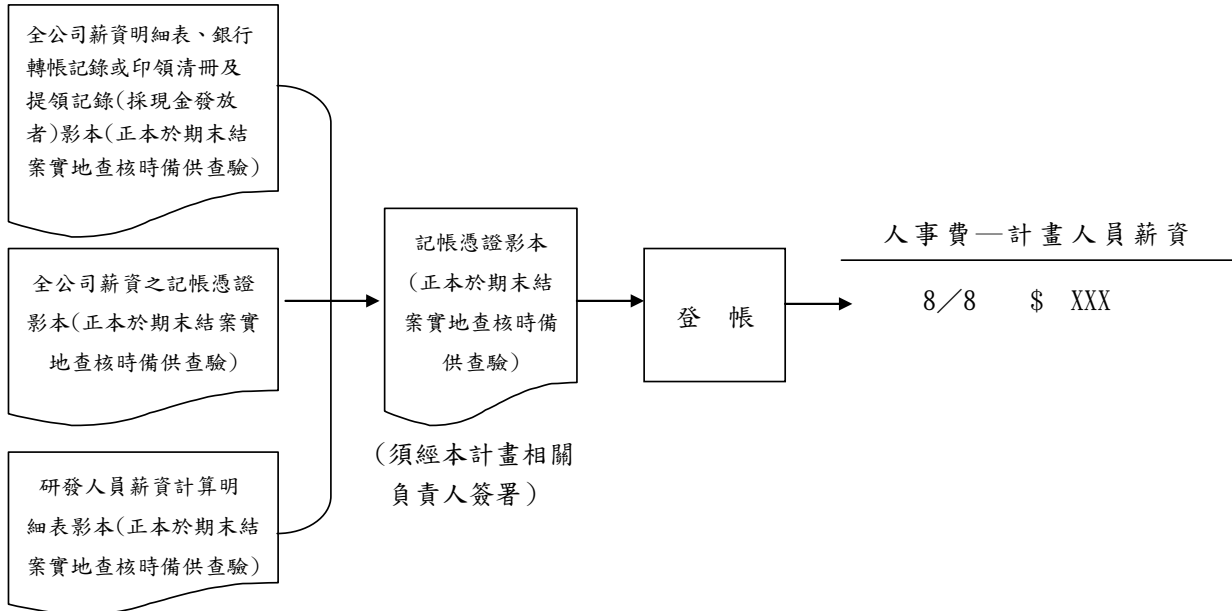 全公司薪資明細表、銀行
轉帳記錄或印領清冊及
提領記錄(採現金發放
者)影本(正本於期末結
案實地查核時備供查驗)
全公司薪資之記帳憑證
影本(正本於期末結案實
地查核時備供查驗)
研發人員薪資計算明
細表影本(正本於期末結
案實地查核時備供查驗)
記帳憑證影本
(正本於期末結
案實地查核時備
供查驗)
(須經本計畫相關
負責人簽署)
登 帳
人事費—計畫人員薪資
8/8 $ XXX